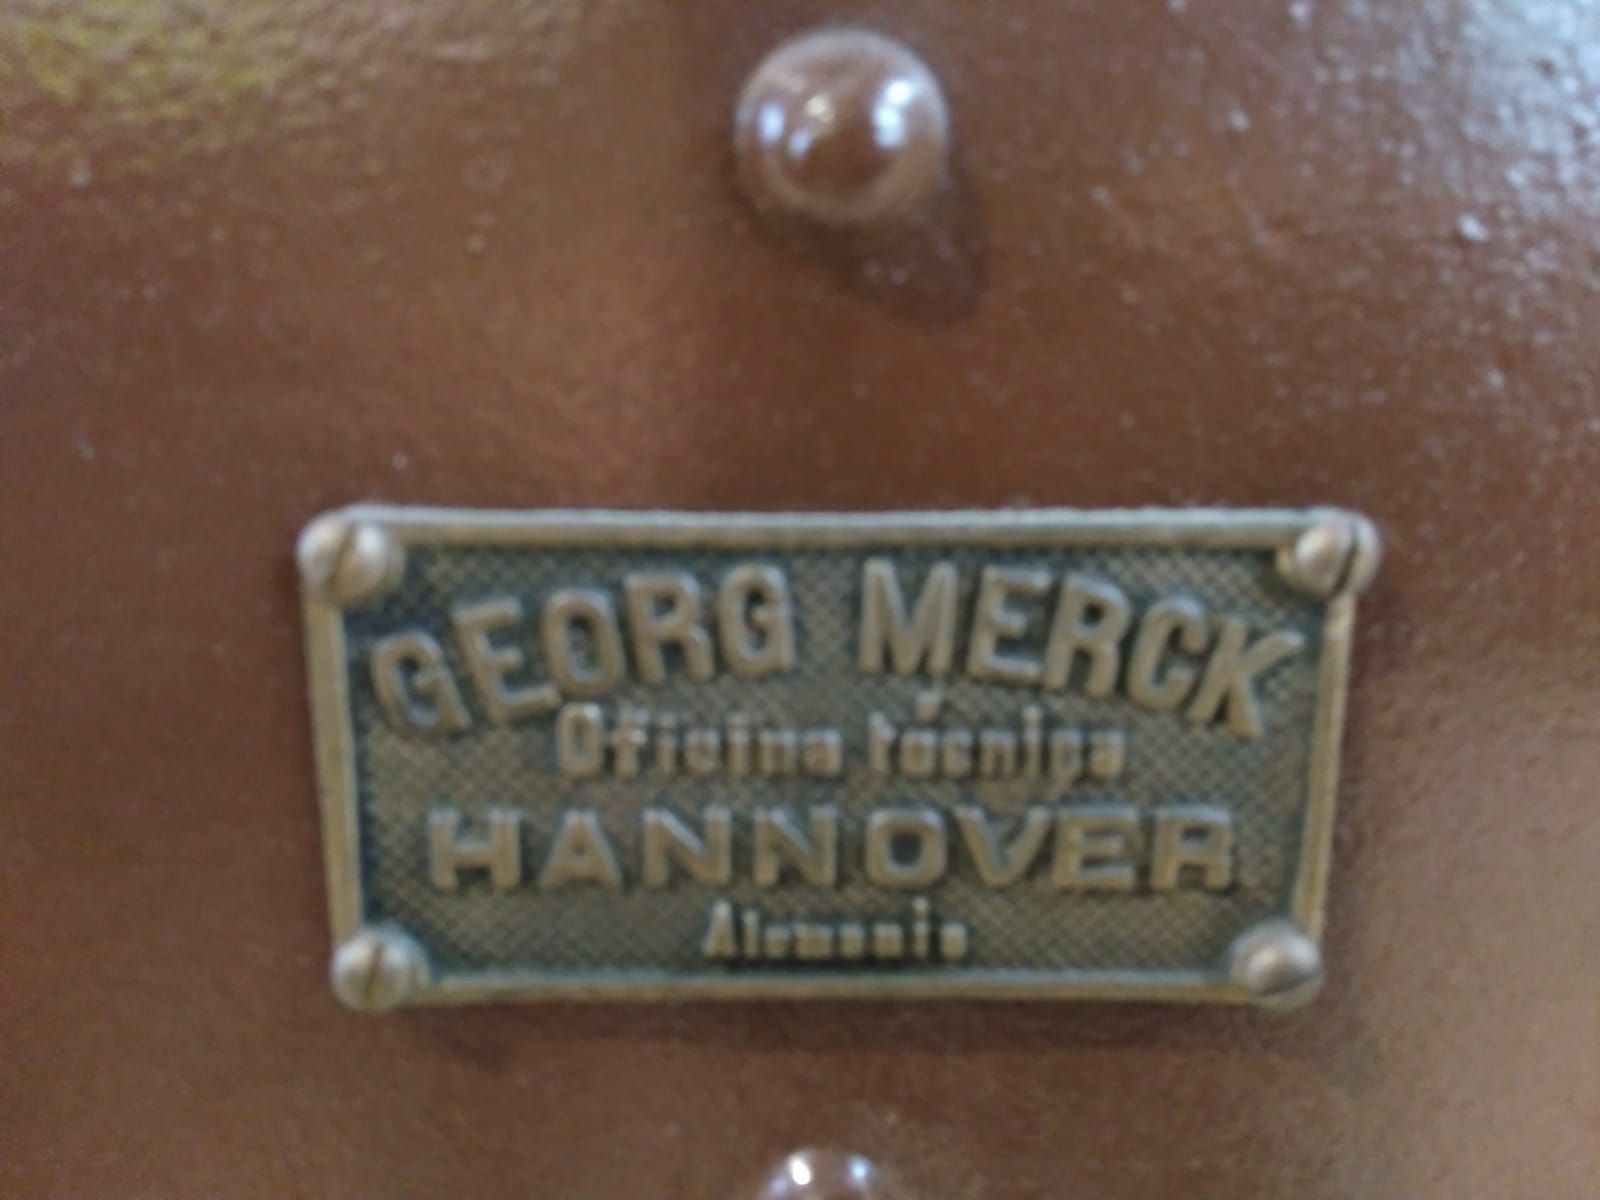 GEORG MERCK
Oficina técnica
HANNOVER
Alemania